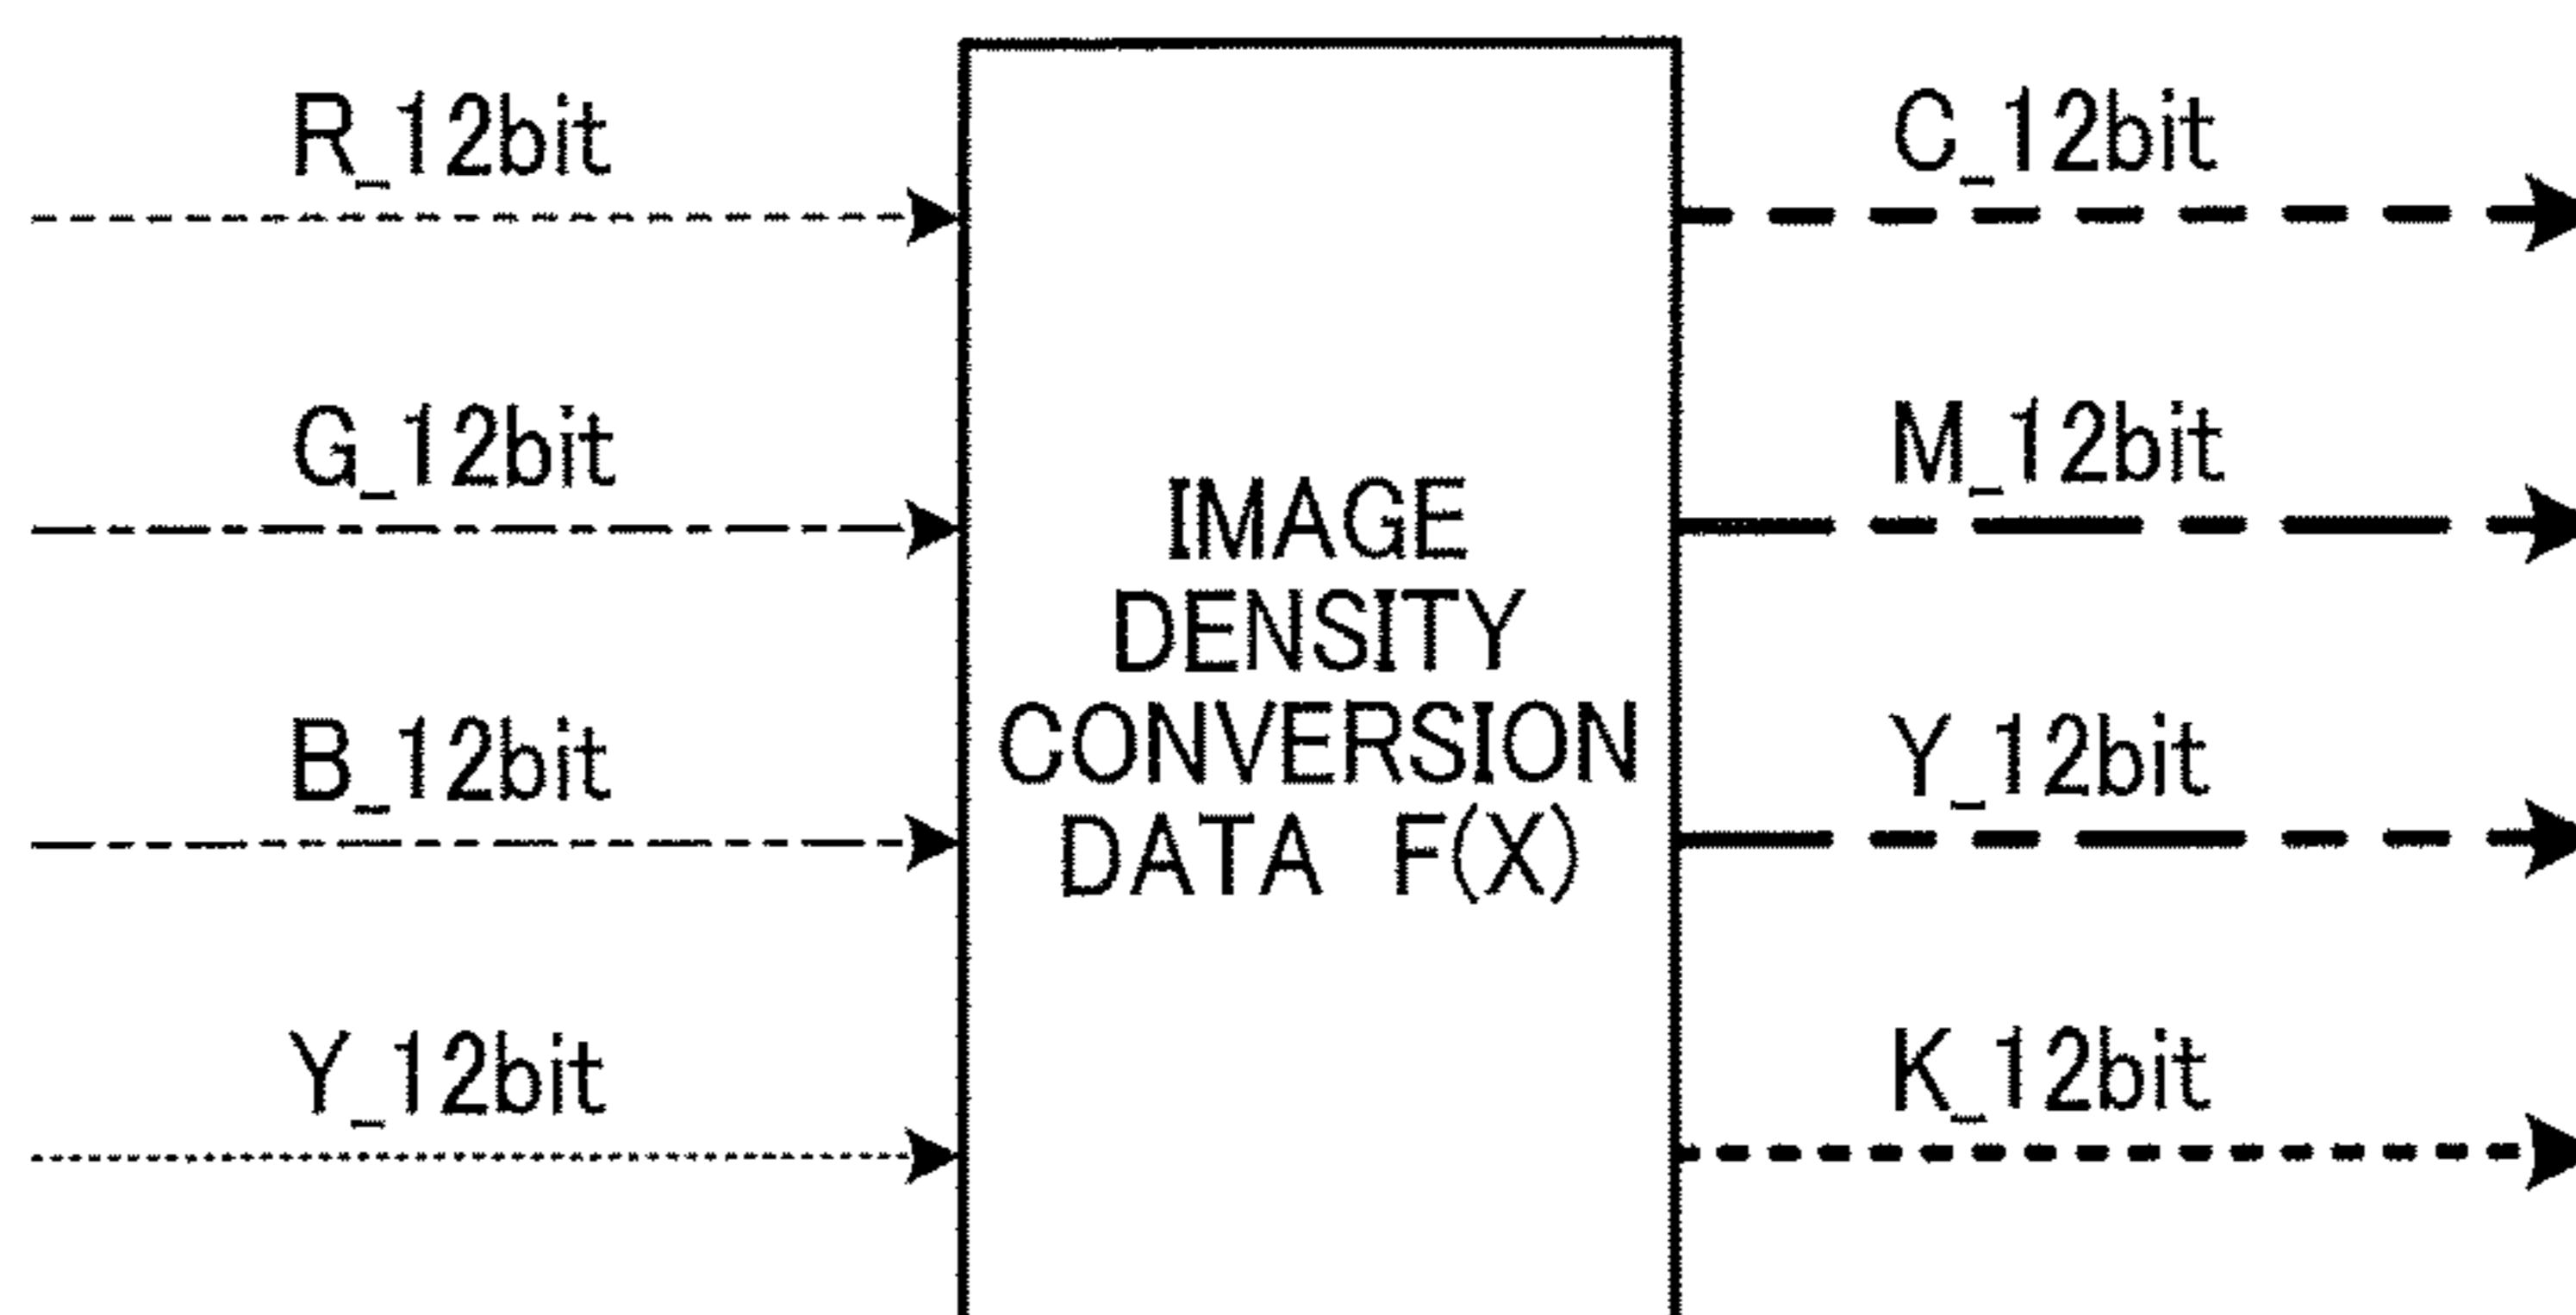 R_12bit
G_12bit
B_12bit
Y_12bit
IMAGE
DENSITY
CONVERSION
DATA F(X)
C_12bit
M_12bit
Y_12bit
K_12bit